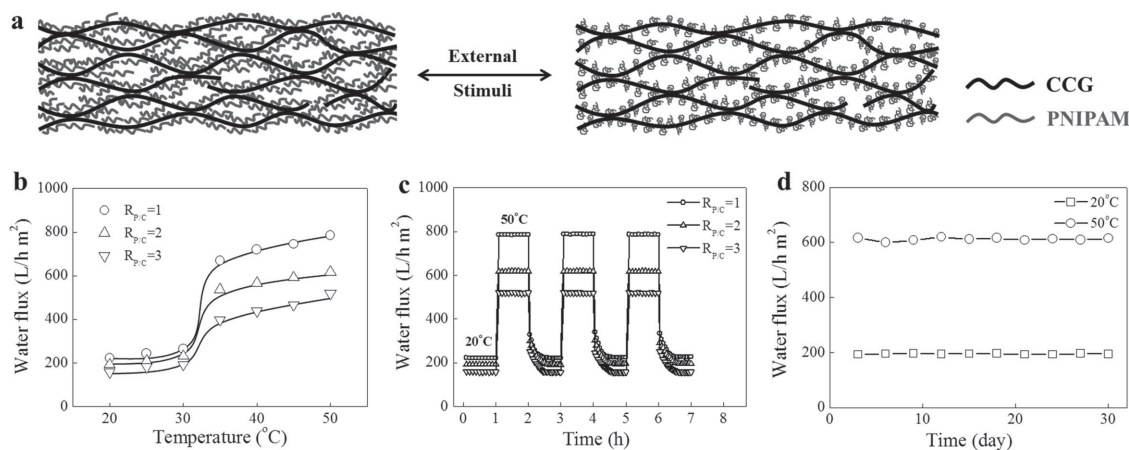 a
External
Stimuli
CCG
PNIPAM
b
Water flux (L/h m²)
1000
800
600
400
200
0
R_P/C=1
R_P/C=2
R_P/C=3
20 30 40 50
Temperature (°C)
c
Water flux (L/h m²)
1000
800
600
400
200
0
50°C
20°C
R_P/C=1
R_P/C=2
R_P/C=3
0 1 2 3 4 5 6 7 8
Time (h)
d
Water flux (L/h m²)
800
600
400
200
0
20°C
50°C
0 10 20 30
Time (day)